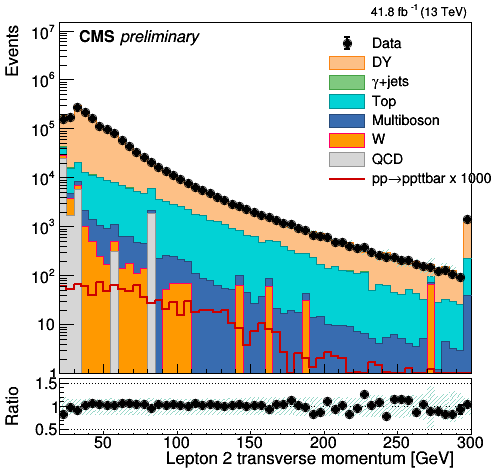 41.8 fb⁻¹ (13 TeV)
CMS preliminary
Events
10⁷
10⁶
10⁵
10⁴
10³
10²
10
1
Data
DY
γ+jets
Top
Multiboson
W
QCD
pp→ppttbar x 1000
Ratio
1.5
1
0.5
50 100 150 200 250 300
Lepton 2 transverse momentum [GeV]